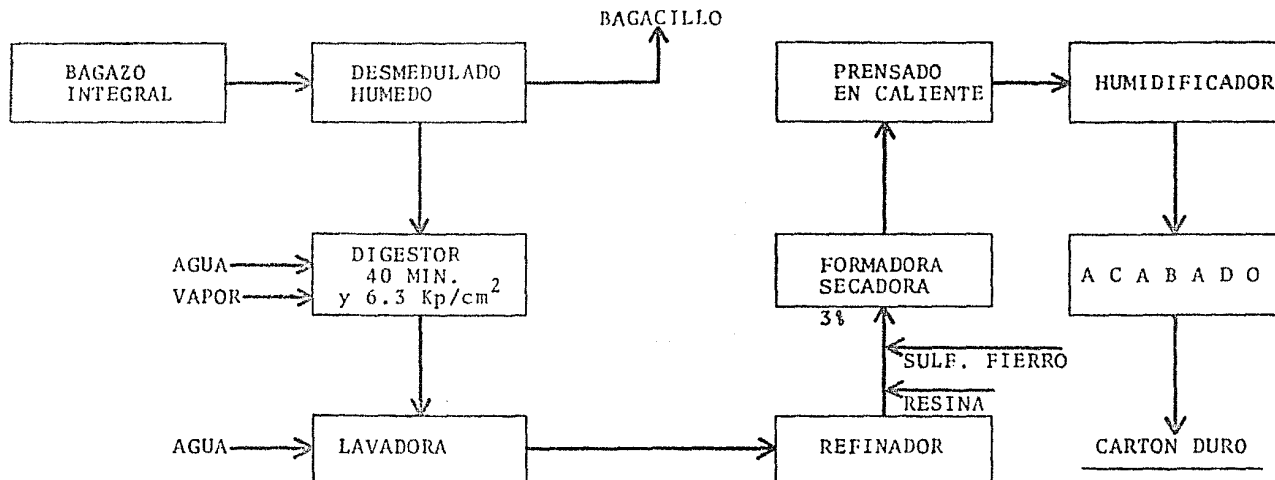 BAGACILLO
BAGAZO
INTEGRAL
DESMEDULADO
HUMEDO
PRENSADO
EN CALIENTE
HUMIDIFICADOR
AGUA
VAPOR
DIGESTOR
40 MIN.
y 6.3 Kp/cm²
FORMADORA
SECADORA
3%
A C A B A D O
SULF. FIERRO
RESINA
AGUA
LAVADORA
REFINADOR
CARTON DURO